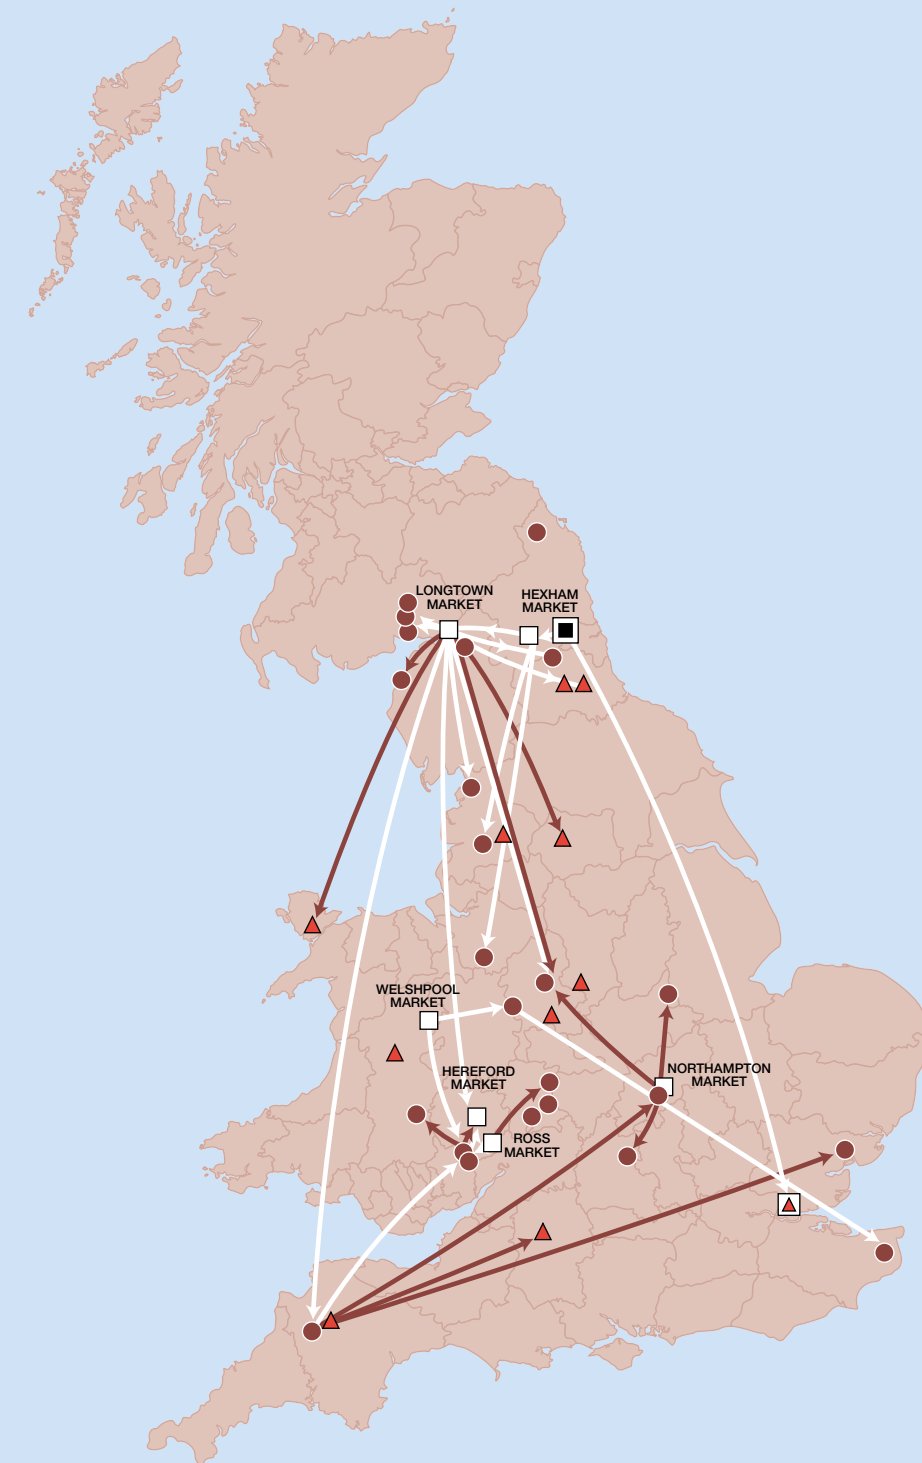 LONGTOWN
MARKET
HEXHAM
MARKET
WELSHPOOL
MARKET
HEREFORD
MARKET
NORTHAMPTON
MARKET
ROSS
MARKET